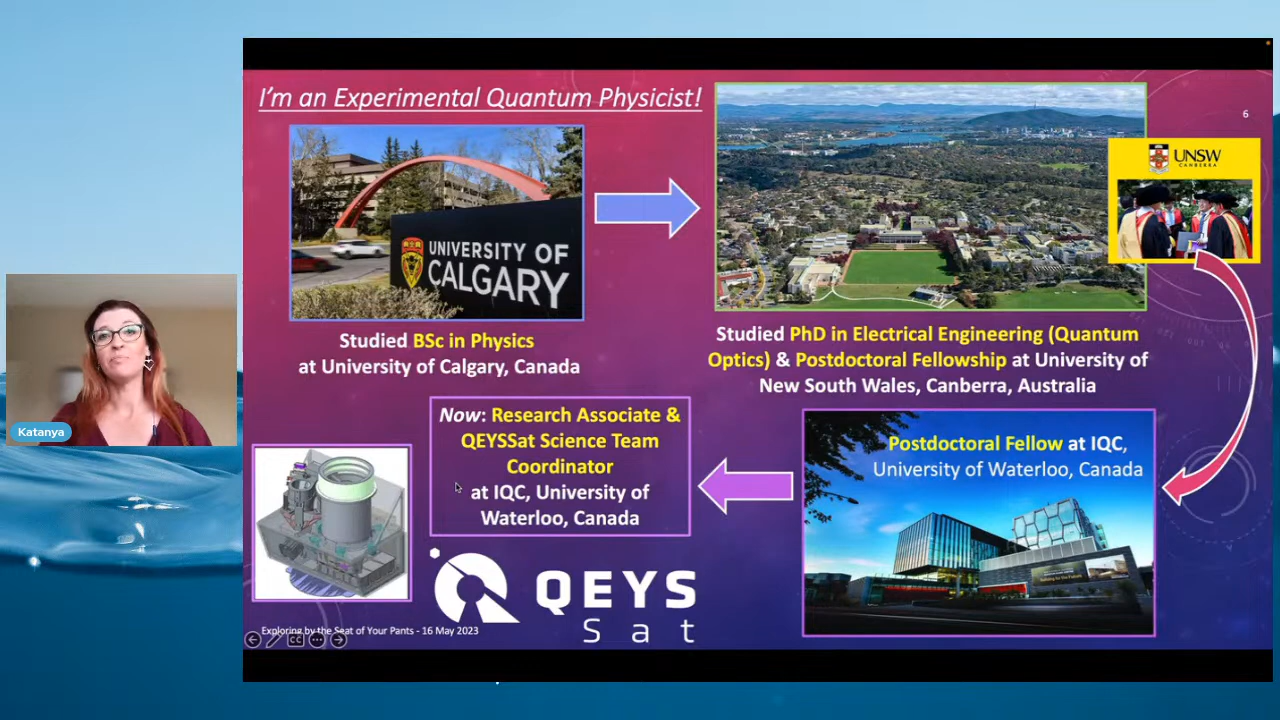 I'm an Experimental Quantum Physicist!
6
UNIVERSITY OF
CALGARY
UNSW
CANBERRA
Studied BSc in Physics
at University of Calgary, Canada
Studied PhD in Electrical Engineering (Quantum
Optics) & Postdoctoral Fellowship at University of
New South Wales, Canberra, Australia
Postdoctoral Fellow at IQC,
University of Waterloo, Canada
Now: Research Associate &
QEYSSat Science Team
Coordinator
at IQC, University of
Waterloo, Canada
QEYS
Sat
Exploring by the Seat of Your Pants - 16 May 2023
CC
Katanya